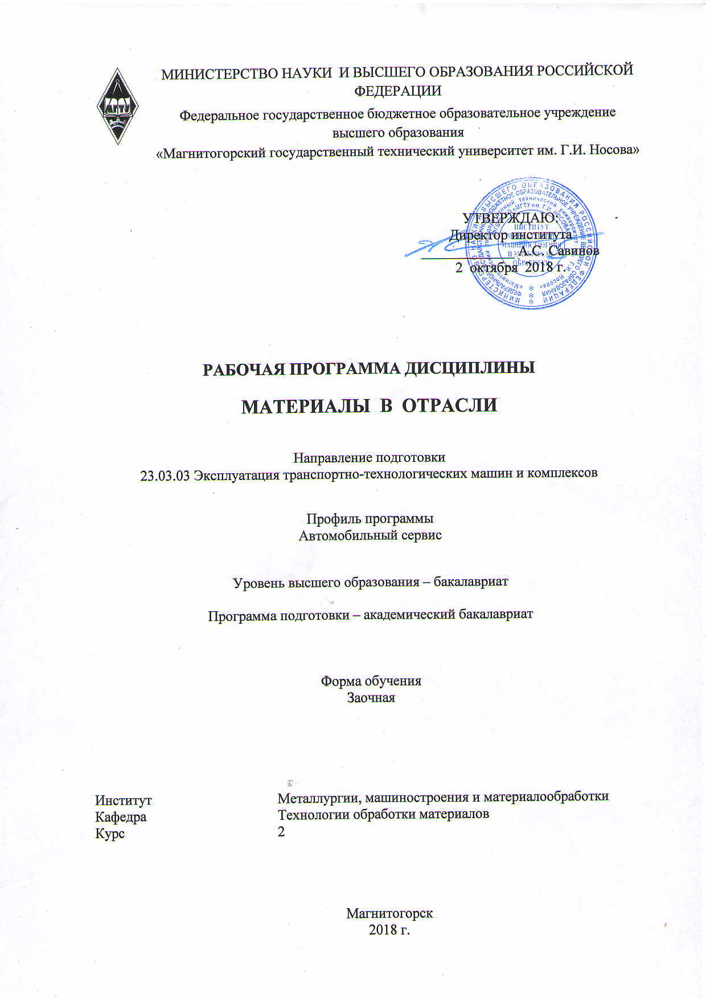 МИНИСТЕРСТВО НАУКИ И ВЫСШЕГО ОБРАЗОВАНИЯ РОССИЙСКОЙ
ФЕДЕРАЦИИ
Федеральное государственное бюджетное образовательное учреждение
высшего образования
«Магнитогорский государственный технический университет им. Г.И. Носова»
МГТУ
УТВЕРЖДАЮ:
Директор института
А.С. Савинов
2 октября 2018 г.
РАБОЧАЯ ПРОГРАММА ДИСЦИПЛИНЫ
МАТЕРИАЛЫ В ОТРАСЛИ
Направление подготовки
23.03.03 Эксплуатация транспортно-технологических машин и комплексов
Профиль программы
Автомобильный сервис
Уровень высшего образования – бакалавриат
Программа подготовки – академический бакалавриат
Форма обучения
Заочная
Институт Металлургии, машиностроения и материалообработки
Кафедра Технологии обработки материалов
Курс 2
Магнитогорск
2018 г.